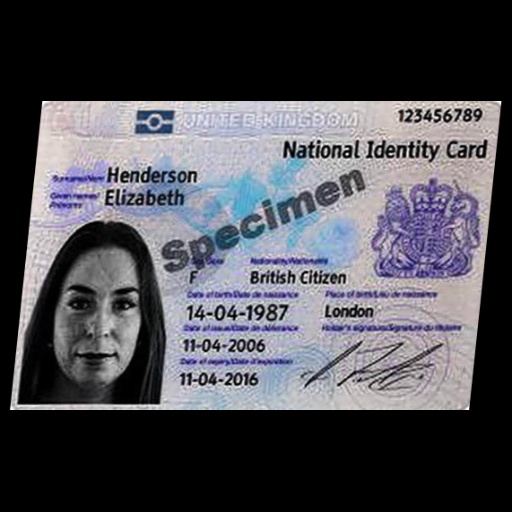 UNITED KINGDOM
123456789
National Identity Card
Surname/Nom Henderson
Given names/
Prénoms Elizabeth
Specimen
Nationality/Nationalité
F British Citizen
Date of birth/Date de naissance Place of birth/Lieu de naissance
14-04-1987 London
Date of issue/Date de délivrance Holder's signature/Signature du titulaire
11-04-2006
Date of expiry/Date d'expiration
11-04-2016